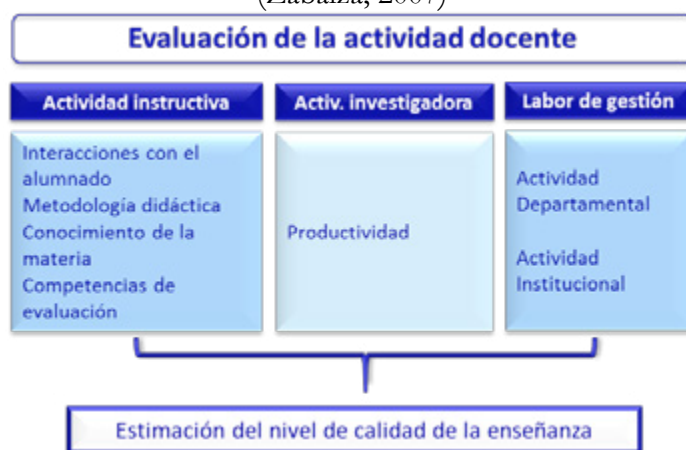 (Zabalza, 2007)
Evaluación de la actividad docente
Actividad instructiva
Interacciones con el
alumnado
Metodología didáctica
Conocimiento de la
materia
Competencias de
evaluación
Activ. investigadora
Productividad
Labor de gestión
Actividad
Departamental
Actividad
Institucional
Estimación del nivel de calidad de la enseñanza